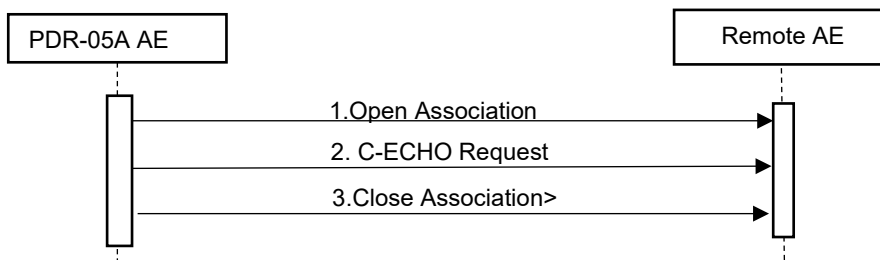 PDR-05A AE
Remote AE
1.Open Association
2. C-ECHO Request
3.Close Association>